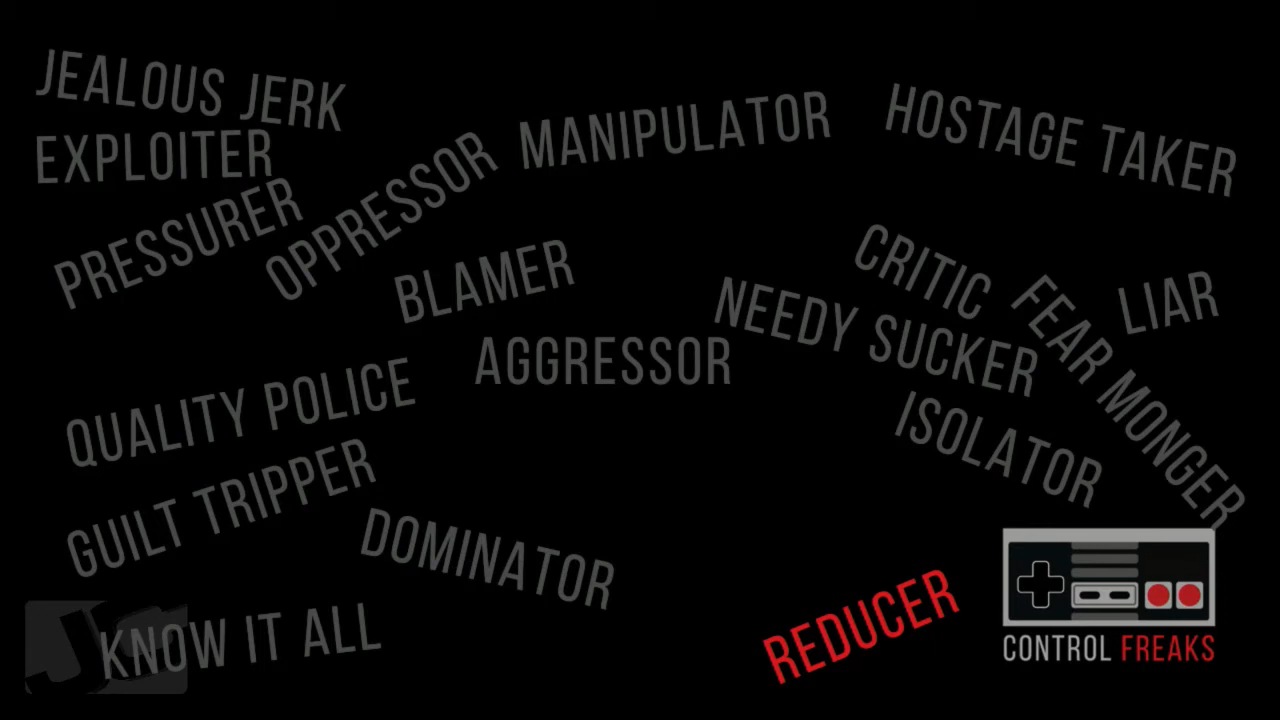 JEALOUS JERK
EXPLOITER
PRESSURER
OPPRESSOR
MANIPULATOR
HOSTAGE TAKER
BLAMER
CRITIC
NEEDY SUCKER
FEAR MONGER
LIAR
AGGRESSOR
QUALITY POLICE
ISOLATOR
GUILT TRIPPER
DOMINATOR
KNOW IT ALL
REDUCER
CONTROL FREAKS